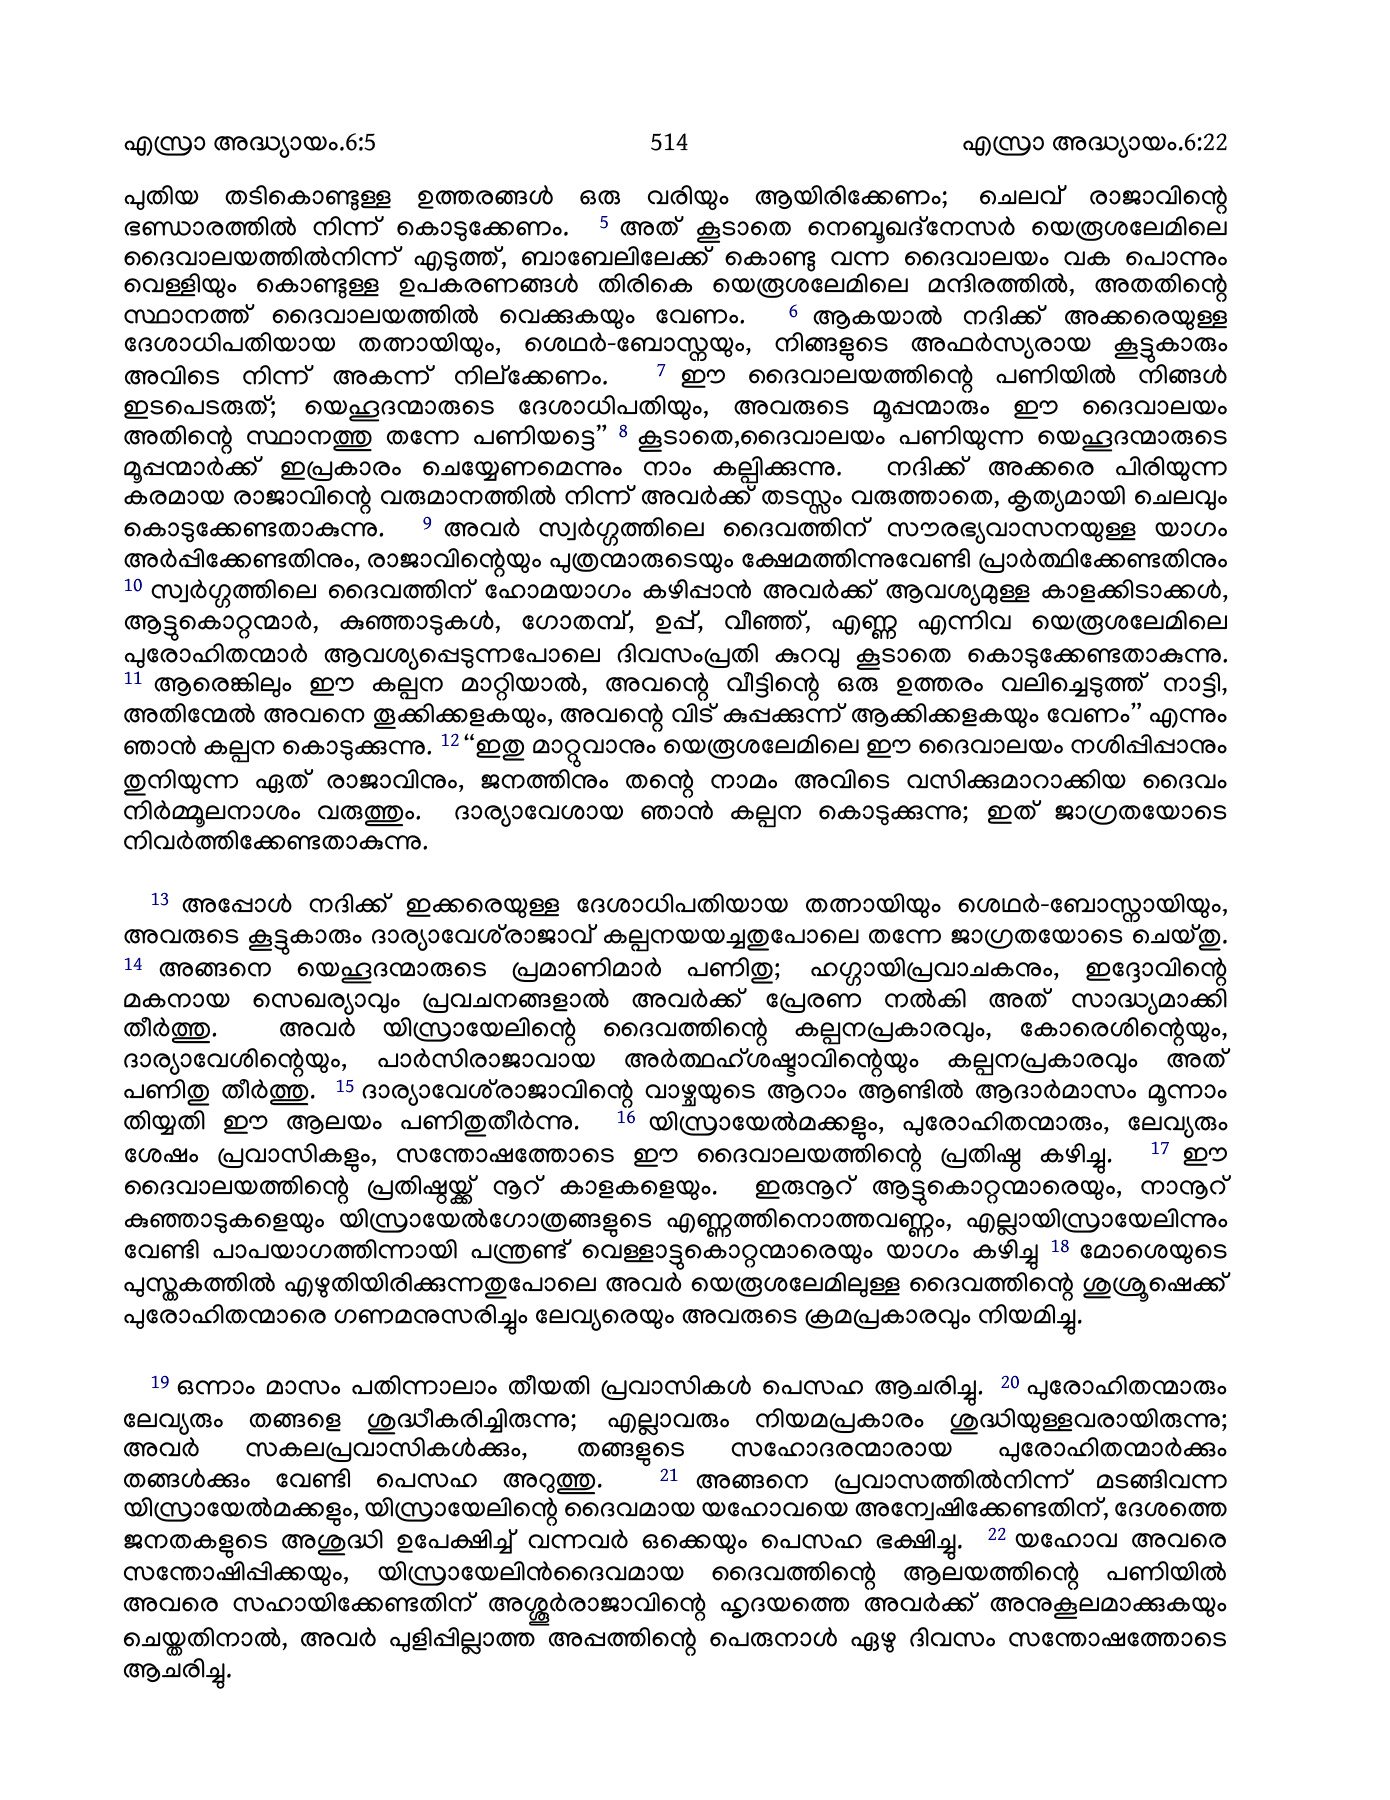 എസ്രാ അദ്ധ്യായം.6:5 514 എസ്രാ അദ്ധ്യായം.6:22
പുതിയ തടികൊണ്ടുള്ള ഉത്തരങ്ങൾ ഒരു വരിയും ആയിരിക്കേണം; ചെലവ് രാജാവിന്റെ
ഭണ്ഡാരത്തിൽ നിന്ന് കൊടുക്കേണം. 5 അത് കൂടാതെ നെബൂഖദ്നേസർ യെരൂശലേമിലെ
ദൈവാലയത്തിൽനിന്ന് എടുത്ത്, ബാബേലിലേക്ക് കൊണ്ടു വന്ന ദൈവാലയം വക പൊന്നും
വെള്ളിയും കൊണ്ടുള്ള ഉപകരണങ്ങൾ തിരികെ യെരൂശലേമിലെ മന്ദിരത്തിൽ, അതതിന്റെ
സ്ഥാനത്ത് ദൈവാലയത്തിൽ വെക്കുകയും വേണം. 6 ആകയാൽ നദിക്ക് അക്കരെയുള്ള
ദേശാധിപതിയായ തത്നായിയും, ശെഥർ-ബോസ്നയും, നിങ്ങളുടെ അഫർസ്യരായ കൂട്ടുകാരും
അവിടെ നിന്ന് അകന്ന് നില്ക്കേണം. 7 ഈ ദൈവാലയത്തിന്റെ പണിയിൽ നിങ്ങൾ
ഇടപെടരുത്; യെഹൂദന്മാരുടെ ദേശാധിപതിയും, അവരുടെ മൂപ്പന്മാരും ഈ ദൈവാലയം
അതിന്റെ സ്ഥാനത്തു തന്നേ പണിയട്ടെ” 8 കൂടാതെ,ദൈവാലയം പണിയുന്ന യെഹൂദന്മാരുടെ
മൂപ്പന്മാർക്ക് ഇപ്രകാരം ചെയ്യേണമെന്നും നാം കല്പിക്കുന്നു. നദിക്ക് അക്കരെ പിരിയുന്ന
കരമായ രാജാവിന്റെ വരുമാനത്തിൽ നിന്ന് അവർക്ക് തടസ്സം വരുത്താതെ, കൃത്യമായി ചെലവും
കൊടുക്കേണ്ടതാകുന്നു. 9 അവർ സ്വർഗ്ഗത്തിലെ ദൈവത്തിന് സൗരഭ്യവാസനയുള്ള യാഗം
അർപ്പിക്കേണ്ടതിനും, രാജാവിന്റെയും പുത്രന്മാരുടെയും ക്ഷേമത്തിന്നുവേണ്ടി പ്രാർത്ഥിക്കേണ്ടതിനും
10 സ്വർഗ്ഗത്തിലെ ദൈവത്തിന് ഹോമയാഗം കഴിപ്പാൻ അവർക്ക് ആവശ്യമുള്ള കാളക്കിടാക്കൾ,
ആട്ടുകൊറ്റന്മാർ, കുഞ്ഞാടുകൾ, ഗോതമ്പ്, ഉപ്പ്, വീഞ്ഞ്, എണ്ണ എന്നിവ യെരൂശലേമിലെ
പുരോഹിതന്മാർ ആവശ്യപ്പെടുന്നപോലെ ദിവസംപ്രതി കുറവു കൂടാതെ കൊടുക്കേണ്ടതാകുന്നു.
11 ആരെങ്കിലും ഈ കല്പന മാറ്റിയാൽ, അവന്റെ വീട്ടിന്റെ ഒരു ഉത്തരം വലിച്ചെടുത്ത് നാട്ടി,
അതിന്മേൽ അവനെ തൂക്കിക്കളകയും, അവന്റെ വിട് കുപ്പക്കുന്ന് ആക്കിക്കളകയും വേണം” എന്നും
ഞാൻ കല്പന കൊടുക്കുന്നു. 12 “ഇതു മാറ്റുവാനും യെരൂശലേമിലെ ഈ ദൈവാലയം നശിപ്പിപ്പാനും
തുനിയുന്ന ഏത് രാജാവിനും, ജനത്തിനും തന്റെ നാമം അവിടെ വസിക്കുമാറാക്കിയ ദൈവം
നിർമ്മൂലനാശം വരുത്തും. ദാര്യാവേശായ ഞാൻ കല്പന കൊടുക്കുന്നു; ഇത് ജാഗ്രതയോടെ
നിവർത്തിക്കേണ്ടതാകുന്നു.
13 അപ്പോൾ നദിക്ക് ഇക്കരെയുള്ള ദേശാധിപതിയായ തത്നായിയും ശെഥർ-ബോസ്നായിയും,
അവരുടെ കൂട്ടുകാരും ദാര്യാവേശ്‌രാജാവ് കല്പനയയച്ചതുപോലെ തന്നേ ജാഗ്രതയോടെ ചെയ്തു.
14 അങ്ങനെ യെഹൂദന്മാരുടെ പ്രമാണിമാർ പണിതു; ഹഗ്ഗായിപ്രവാചകനും, ഇദ്ദോവിന്റെ
മകനായ സെഖര്യാവും പ്രവചനങ്ങളാൽ അവർക്ക് പ്രേരണ നൽകി അത് സാദ്ധ്യമാക്കി
തീർത്തു. അവർ യിസ്രായേലിന്റെ ദൈവത്തിന്റെ കല്പനപ്രകാരവും, കോരെശിന്റെയും,
ദാര്യാവേശിന്റെയും, പാർസിരാജാവായ അർത്ഥഹ്ശഷ്ടാവിന്റെയും കല്പനപ്രകാരവും അത്
പണിതു തീർത്തു. 15 ദാര്യാവേശ്‌രാജാവിന്റെ വാഴ്ചയുടെ ആറാം ആണ്ടിൽ ആദാർമാസം മൂന്നാം
തിയ്യതി ഈ ആലയം പണിതുതീർന്നു. 16 യിസ്രായേൽമക്കളും, പുരോഹിതന്മാരും, ലേവ്യരും
ശേഷം പ്രവാസികളും, സന്തോഷത്തോടെ ഈ ദൈവാലയത്തിന്റെ പ്രതിഷ്ഠ കഴിച്ചു. 17 ഈ
ദൈവാലയത്തിന്റെ പ്രതിഷ്ഠയ്ക്ക് നൂറ് കാളകളെയും. ഇരുനൂറ് ആട്ടുകൊറ്റന്മാരെയും, നാനൂറ്
കുഞ്ഞാടുകളെയും യിസ്രായേൽഗോത്രങ്ങളുടെ എണ്ണത്തിനൊത്തവണ്ണം, എല്ലായിസ്രായേലിന്നും
വേണ്ടി പാപയാഗത്തിന്നായി പന്ത്രണ്ട് വെള്ളാട്ടുകൊറ്റന്മാരെയും യാഗം കഴിച്ചു 18 മോശെയുടെ
പുസ്തകത്തിൽ എഴുതിയിരിക്കുന്നതുപോലെ അവർ യെരൂശലേമിലുള്ള ദൈവത്തിന്റെ ശുശ്രൂഷെക്ക്
പുരോഹിതന്മാരെ ഗണമനുസരിച്ചും ലേവ്യരെയും അവരുടെ ക്രമപ്രകാരവും നിയമിച്ചു.
19 ഒന്നാം മാസം പതിന്നാലാം തീയതി പ്രവാസികൾ പെസഹ ആചരിച്ചു. 20 പുരോഹിതന്മാരും
ലേവ്യരും തങ്ങളെ ശുദ്ധീകരിച്ചിരുന്നു; എല്ലാവരും നിയമപ്രകാരം ശുദ്ധിയുള്ളവരായിരുന്നു;
അവർ സകലപ്രവാസികൾക്കും, തങ്ങളുടെ സഹോദരന്മാരായ പുരോഹിതന്മാർക്കും
തങ്ങൾക്കും വേണ്ടി പെസഹ അറുത്തു. 21 അങ്ങനെ പ്രവാസത്തിൽനിന്ന് മടങ്ങിവന്ന
യിസ്രായേൽമക്കളും, യിസ്രായേലിന്റെ ദൈവമായ യഹോവയെ അന്വേഷിക്കേണ്ടതിന്, ദേശത്തെ
ജനതകളുടെ അശുദ്ധി ഉപേക്ഷിച്ച് വന്നവർ ഒക്കെയും പെസഹ ഭക്ഷിച്ചു. 22 യഹോവ അവരെ
സന്തോഷിപ്പിക്കയും, യിസ്രായേലിൻദൈവമായ ദൈവത്തിന്റെ ആലയത്തിന്റെ പണിയിൽ
അവരെ സഹായിക്കേണ്ടതിന് അശ്ശൂർരാജാവിന്റെ ഹൃദയത്തെ അവർക്ക് അനുകൂലമാക്കുകയും
ചെയ്തതിനാൽ, അവർ പുളിപ്പില്ലാത്ത അപ്പത്തിന്റെ പെരുനാൾ ഏഴു ദിവസം സന്തോഷത്തോടെ
ആചരിച്ചു.